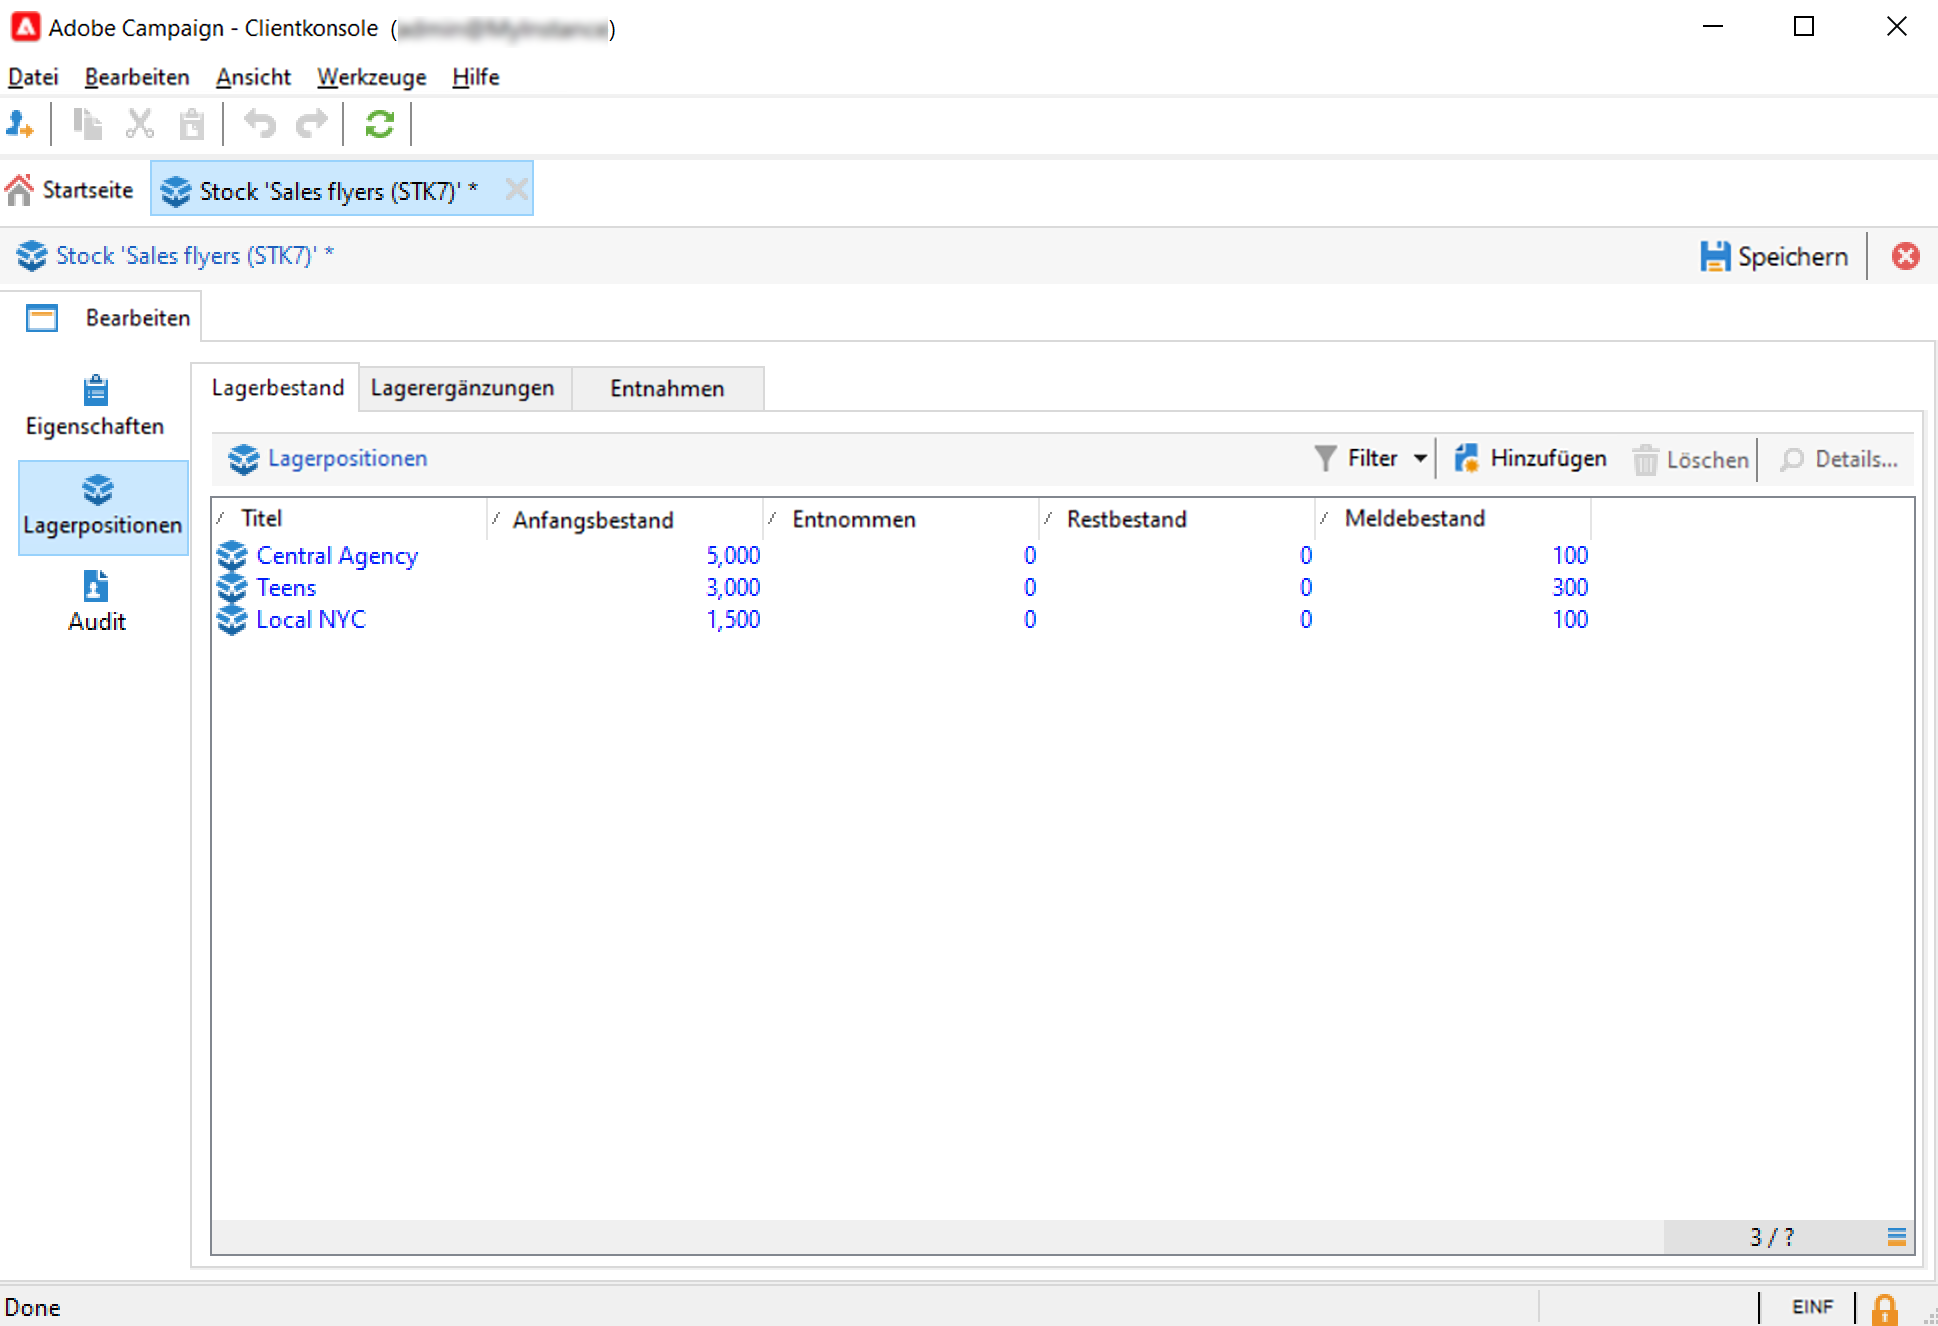 Adobe Campaign - Clientkonsole ( )
Datei Bearbeiten Ansicht Werkzeuge Hilfe
Startseite Stock 'Sales flyers (STK7)' *
Stock 'Sales flyers (STK7)' * Speichern
Bearbeiten
Eigenschaften
Lagerpositionen
Audit
Lagerbestand Lagerergänzungen Entnahmen
Lagerpositionen Filter Hinzufügen Löschen Details...
Titel Anfangsbestand Entnommen Restbestand Meldebestand
Central Agency 5,000 0 0 100
Teens 3,000 0 0 300
Local NYC 1,500 0 0 100
3 / ?
Done EINF